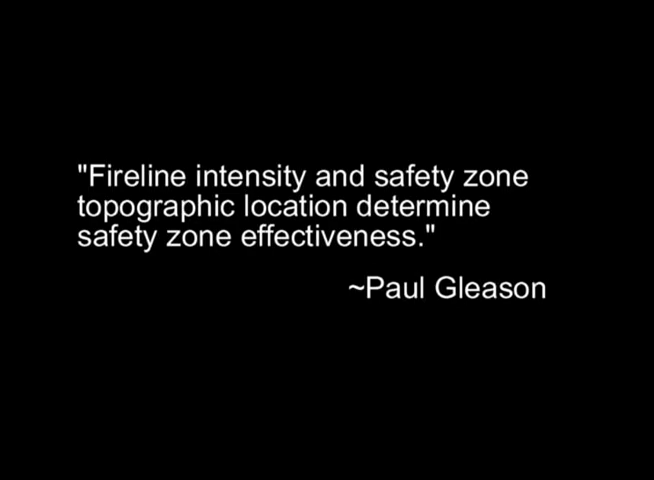 "Fireline intensity and safety zone
topographic location determine
safety zone effectiveness."
~Paul Gleason